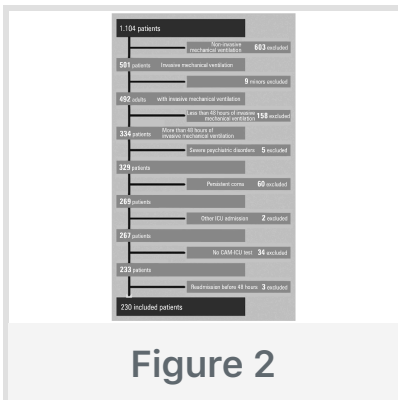 1.104 patients
Non-invasive
mechanical ventilation 603 excluded
501 patients Invasive mechanical ventilation
9 minors excluded
492 adults with invasive mechanical ventilation
Less than 48 hours of invasive
mechanical ventilation 158 excluded
334 patients More than 48 hours of
invasive mechanical ventilation
Severe psychiatric disorders 5 excluded
329 patients
Persistent coma 60 excluded
269 patients
Other ICU admission 2 excluded
267 patients
No CAM-ICU test 34 excluded
233 patients
Readmission before 48 hours 3 excluded
230 included patients
Figure 2